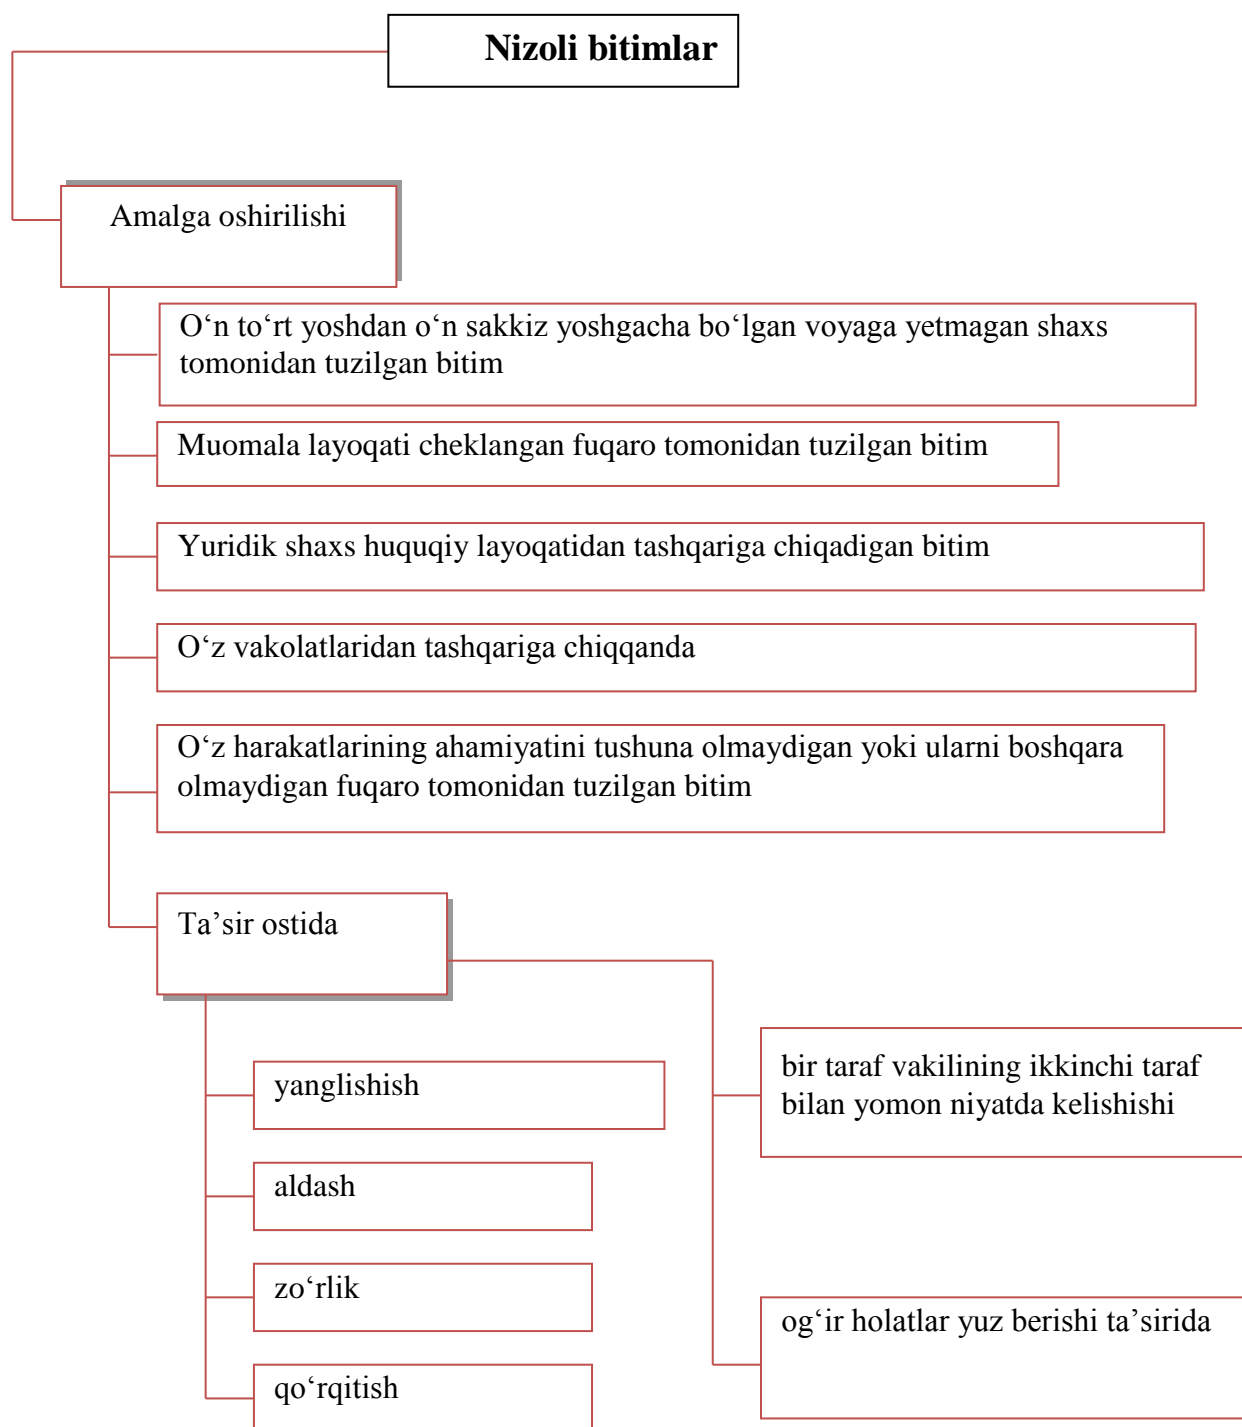 Nizoli bitimlar
Amalga oshirilishi
O‘n to‘rt yoshdan o‘n sakkiz yoshgacha bo‘lgan voyaga yetmagan shaxs
tomonidan tuzilgan bitim
Muomala layoqati cheklangan fuqaro tomonidan tuzilgan bitim
Yuridik shaxs huquqiy layoqatidan tashqariga chiqadigan bitim
O‘z vakolatlaridan tashqariga chiqqanda
O‘z harakatlarining ahamiyatini tushuna olmaydigan yoki ularni boshqara
olmaydigan fuqaro tomonidan tuzilgan bitim
Ta’sir ostida
yanglishish
aldash
zo‘rlik
qo‘rqitish
bir taraf vakilining ikkinchi taraf
bilan yomon niyatda kelishishi
og‘ir holatlar yuz berishi ta’sirida